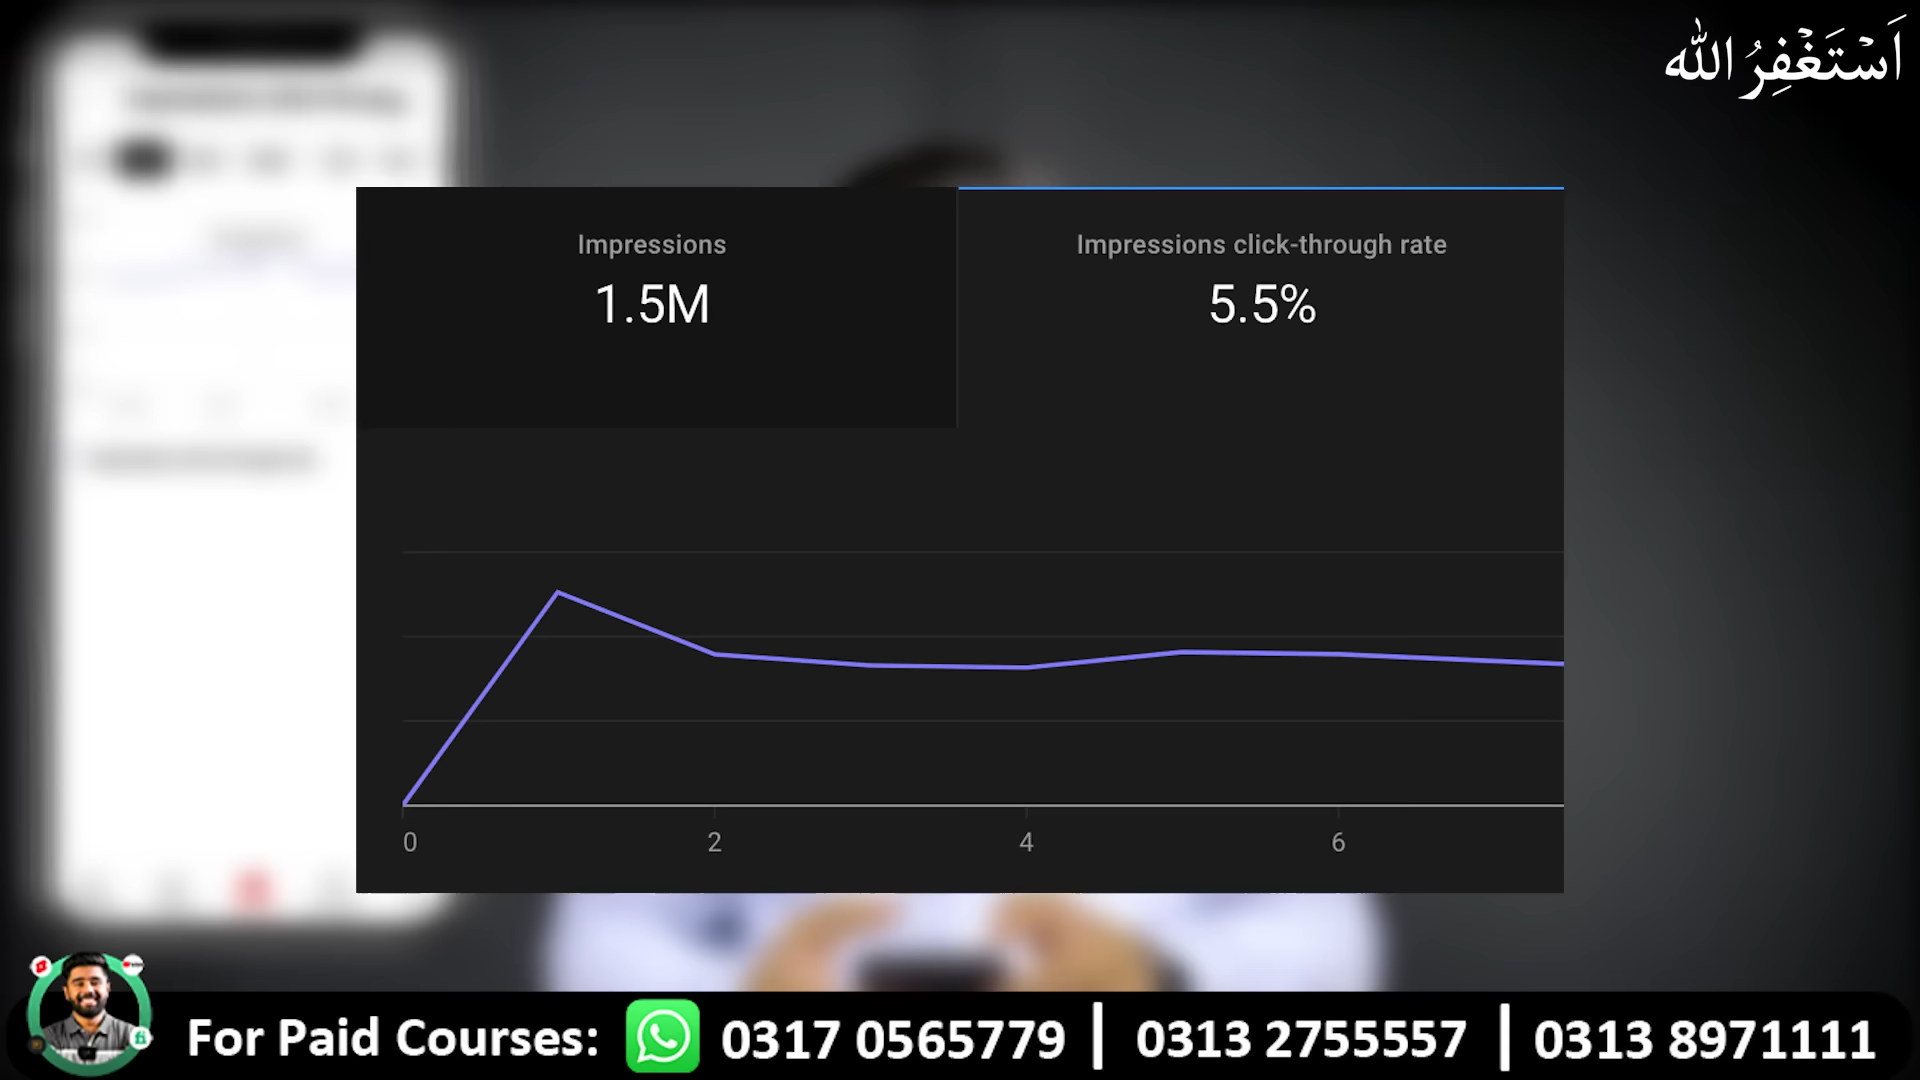 اَسْتَغْفِرُ الله
Impressions
1.5M
Impressions click-through rate
5.5%
0 2 4 6
For Paid Courses: 0317 0565779 | 0313 2755557 | 0313 8971111